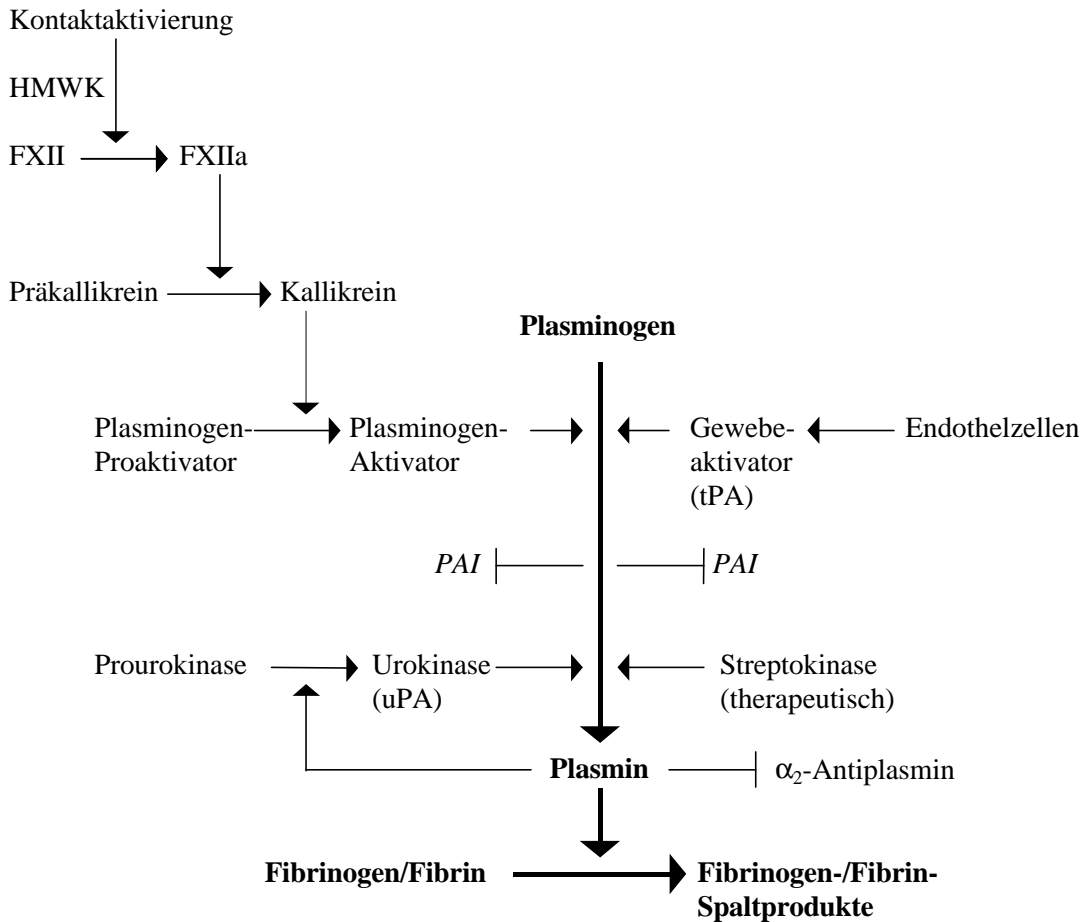 Kontaktaktivierung
HMWK
FXII FXIIa
Präkallikrein Kallikrein
Plasminogen
Plasminogen-
Proaktivator
Plasminogen-
Aktivator
Gewebe-
aktivator
(tPA)
Endothelzellen
PAI PAI
Prourokinase
Urokinase
(uPA)
Streptokinase
(therapeutisch)
Plasmin
α₂-Antiplasmin
Fibrinogen/Fibrin
Fibrinogen-/Fibrin-
Spaltprodukte